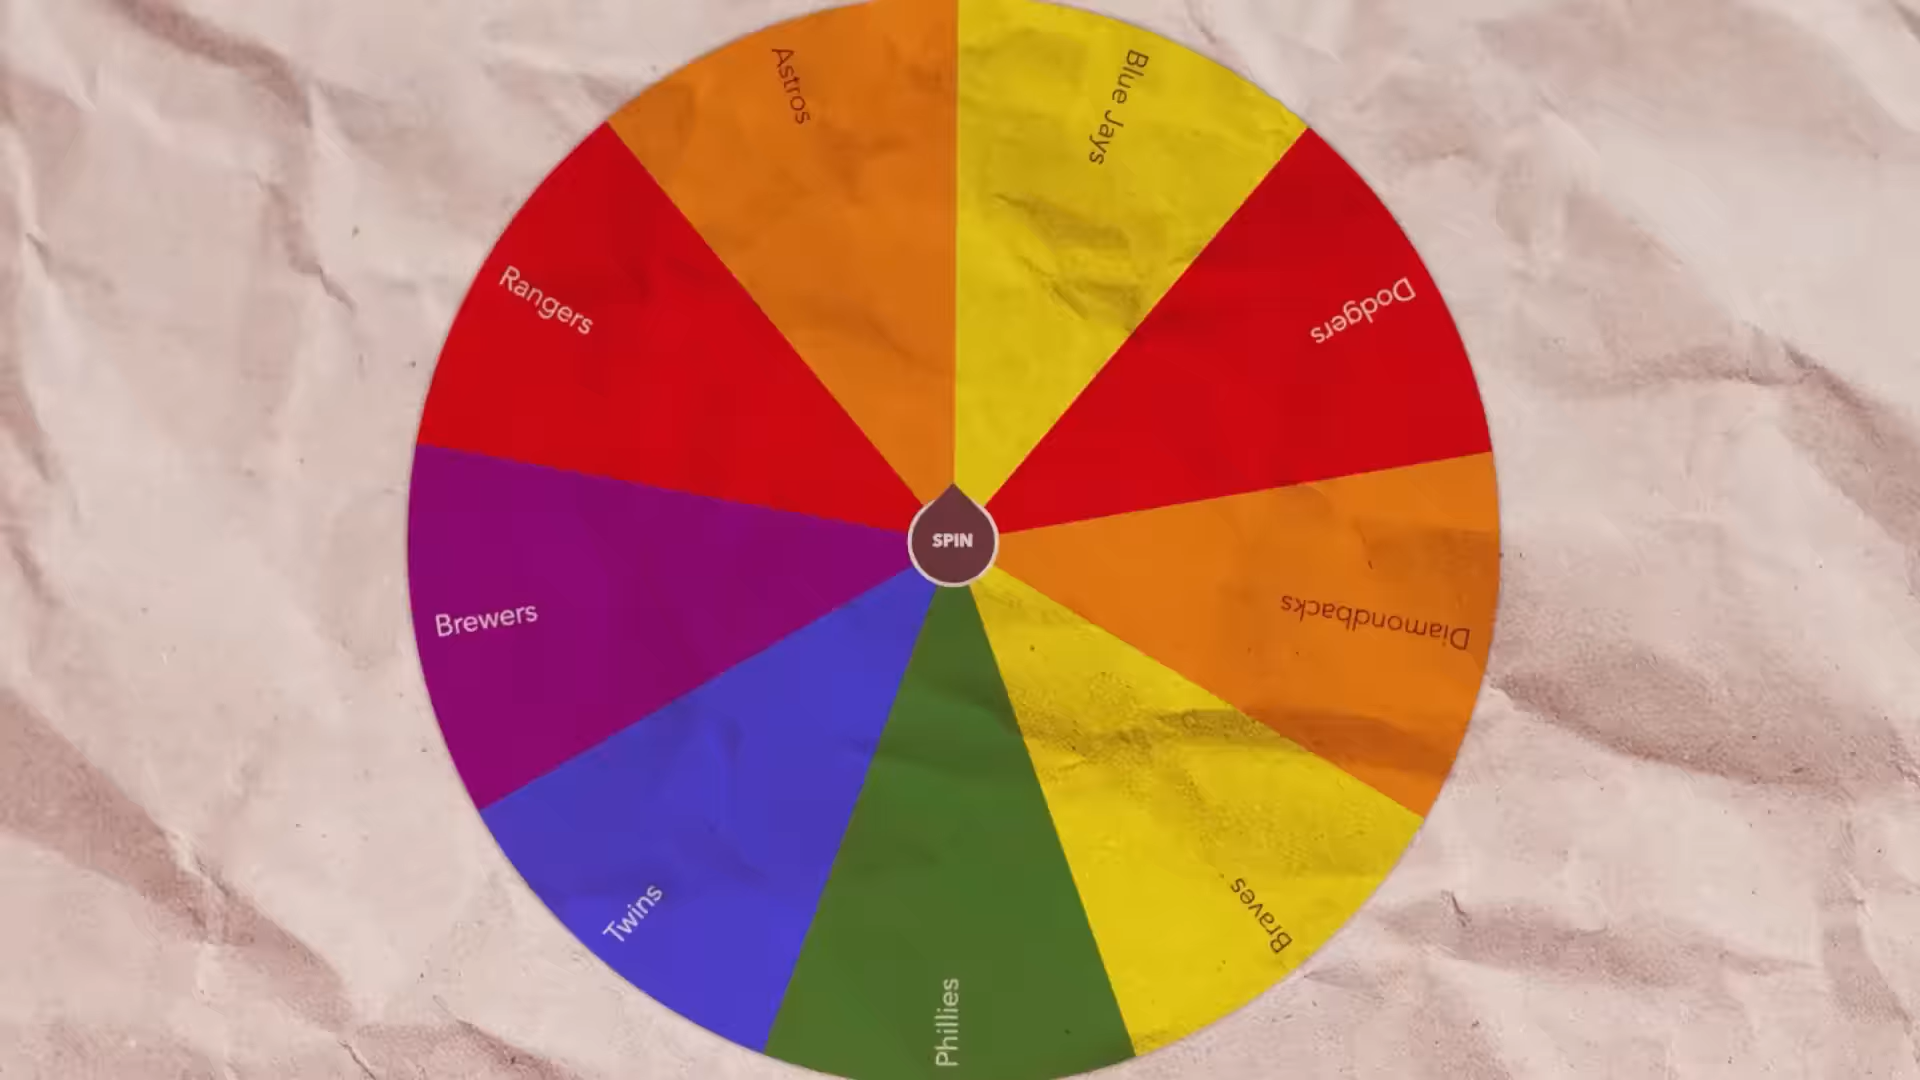 Astros
Blue Jays
Rangers
Dodgers
SPIN
Brewers
Diamondbacks
Twins
Braves
Phillies